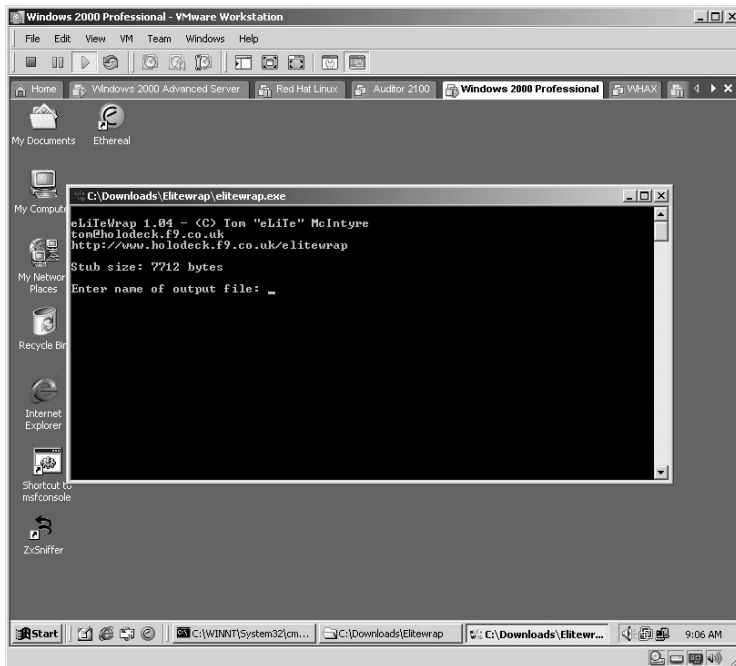 Windows 2000 Professional - VMware Workstation
File Edit View VM Team Windows Help
Home Windows 2000 Advanced Server Red Hat Linux Auditor 2100 Windows 2000 Professional WHAX
My Documents
Ethereal
My Compute
My Networ
Places
Recycle Bin
Internet
Explorer
Shortcut to
msfconsole
ZxSniffer
C:\Downloads\Elitewrap\elitewrap.exe
eLiTeWrap 1.04 - (C) Tom "eLiTe" McIntyre
tom@holodeck.f9.co.uk
http://www.holodeck.f9.co.uk/elitewrap
Stub size: 7712 bytes
Enter name of output file: _
Start C:\WINNT\System32\cm... C:\Downloads\Elitewrap C:\Downloads\Elitewr... 9:06 AM